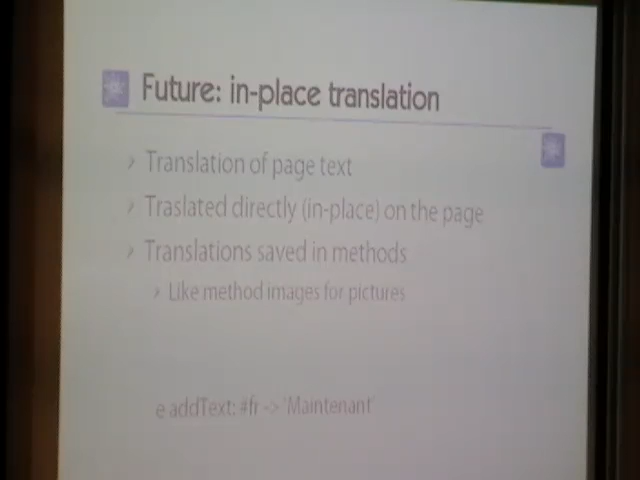 Future: in-place translation
Translation of page text
Traslated directly (in-place) on the page
Translations saved in methods
Like method images for pictures
e addText: #fr -> 'Maintenant'